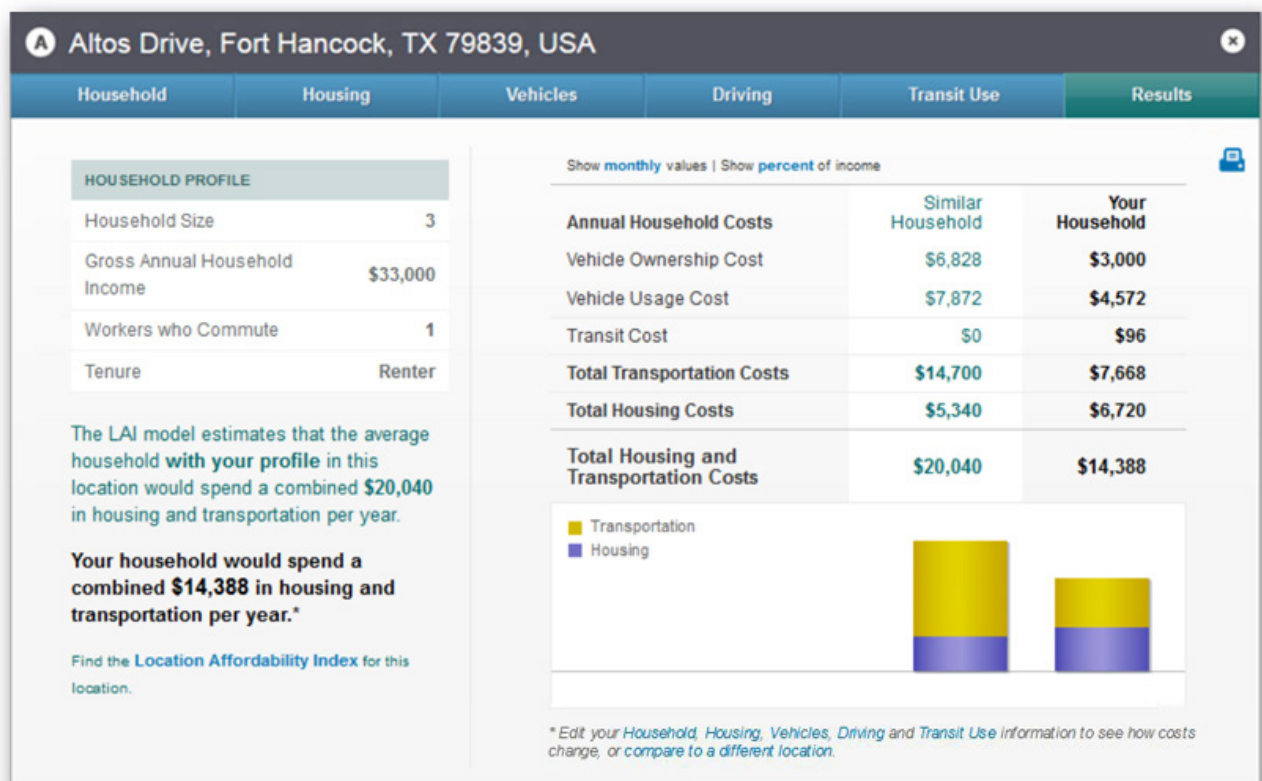 A Altos Drive, Fort Hancock, TX 79839, USA x
Household Housing Vehicles Driving Transit Use Results
HOUSEHOLD PROFILE
Household Size 3
Gross Annual Household
Income $33,000
Workers who Commute 1
Tenure Renter
The LAI model estimates that the average
household with your profile in this
location would spend a combined $20,040
in housing and transportation per year.
Your household would spend a
combined $14,388 in housing and
transportation per year.*
Find the Location Affordability Index for this
location.
Show monthly values | Show percent of income
Annual Household Costs Similar Household Your Household
Vehicle Ownership Cost $6,828 $3,000
Vehicle Usage Cost $7,872 $4,572
Transit Cost $0 $96
Total Transportation Costs $14,700 $7,668
Total Housing Costs $5,340 $6,720
Total Housing and
Transportation Costs $20,040 $14,388
Transportation
Housing
* Edit your Household, Housing, Vehicles, Driving and Transit Use information to see how costs
change, or compare to a different location.